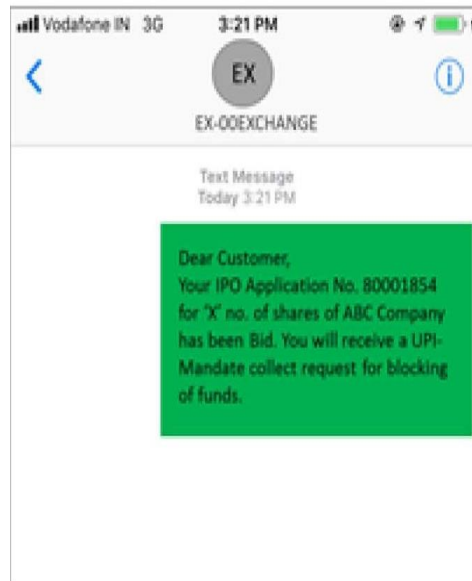 Vodafone IN 3G 3:21 PM
EX
EX-OOEXCHANGE
Text Message
Today 3:21 PM
Dear Customer,
Your IPO Application No. 80001854
for 'X' no. of shares of ABC Company
has been Bid. You will receive a UPI-
Mandate collect request for blocking
of funds.